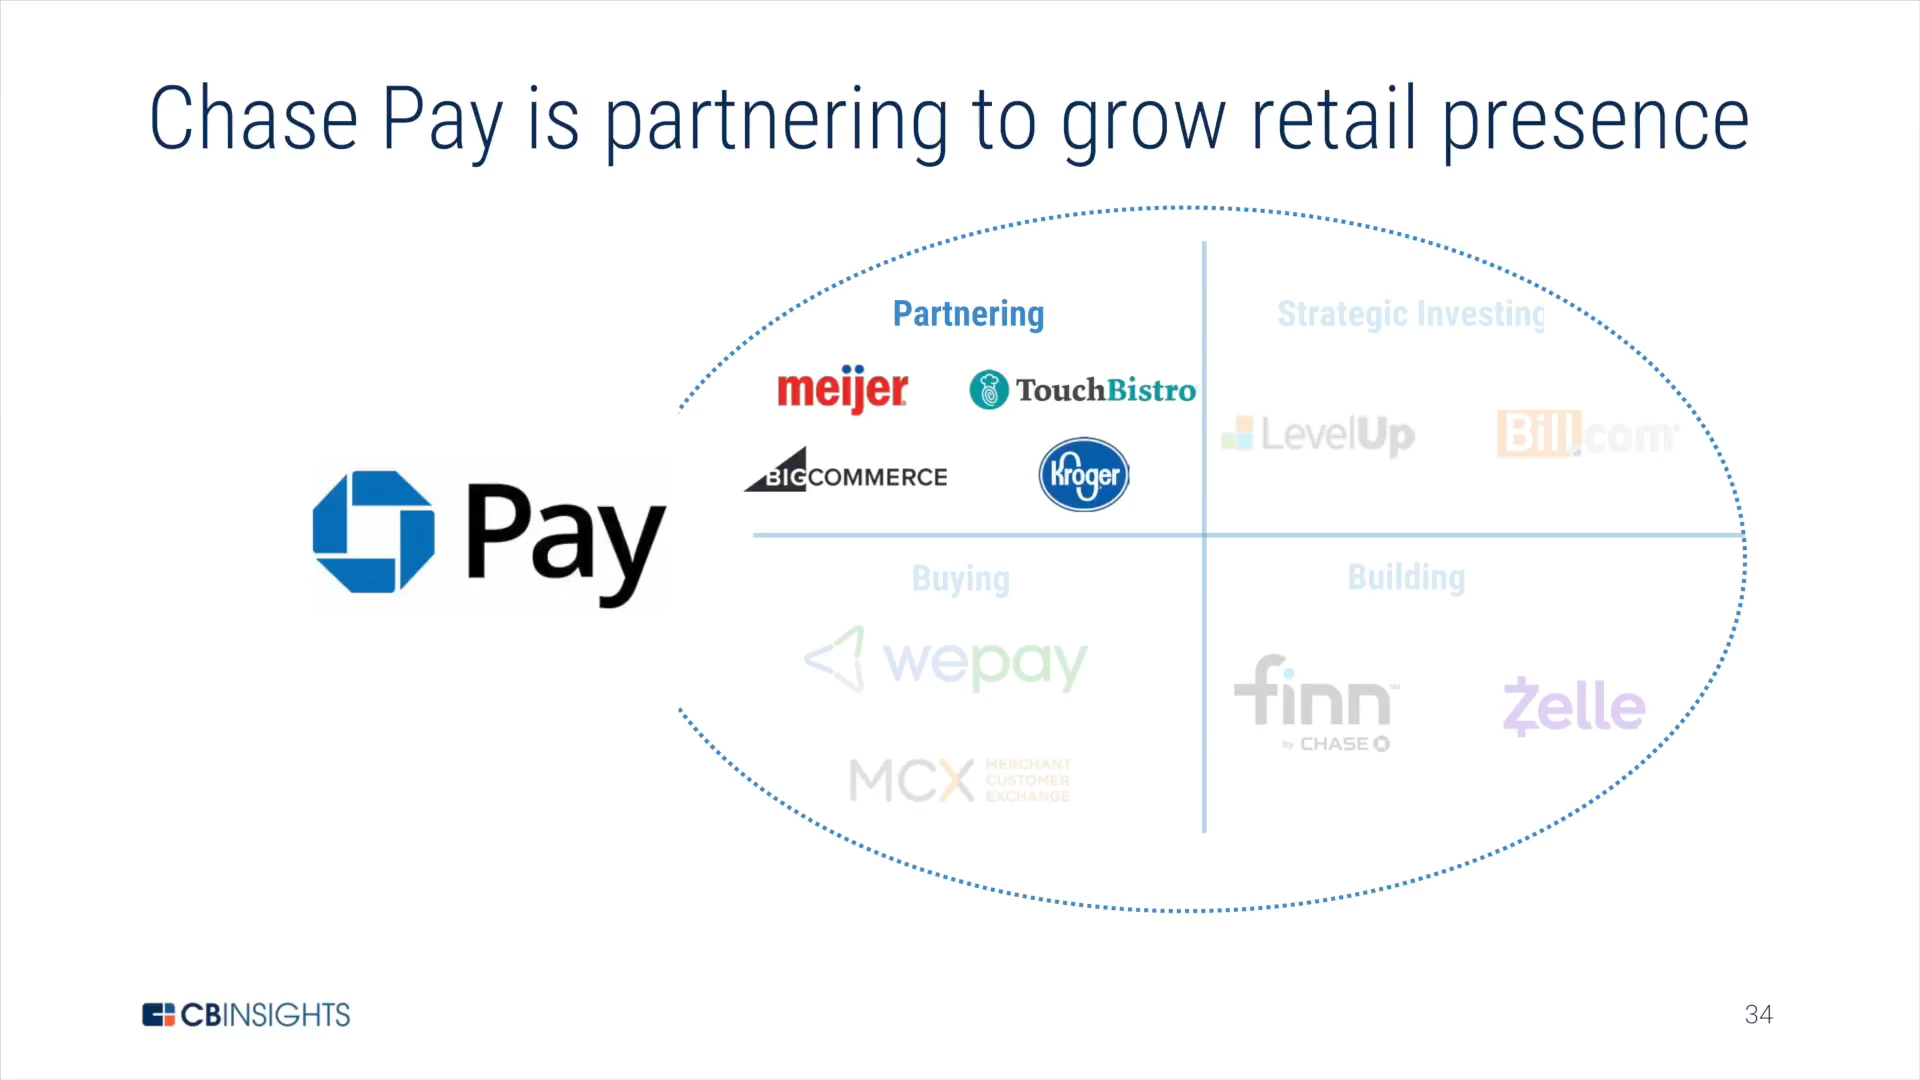 Chase Pay is partnering to grow retail presence
Partnering
Strategic Investing
meijer
TouchBistro
LevelUp
Bill.com
BIGCOMMERCE
Kroger
Pay
Buying
Building
wepay
finn
by CHASE
Zelle
MCX
MERCHANT
CUSTOMER
EXCHANGE
CBINSIGHTS
34